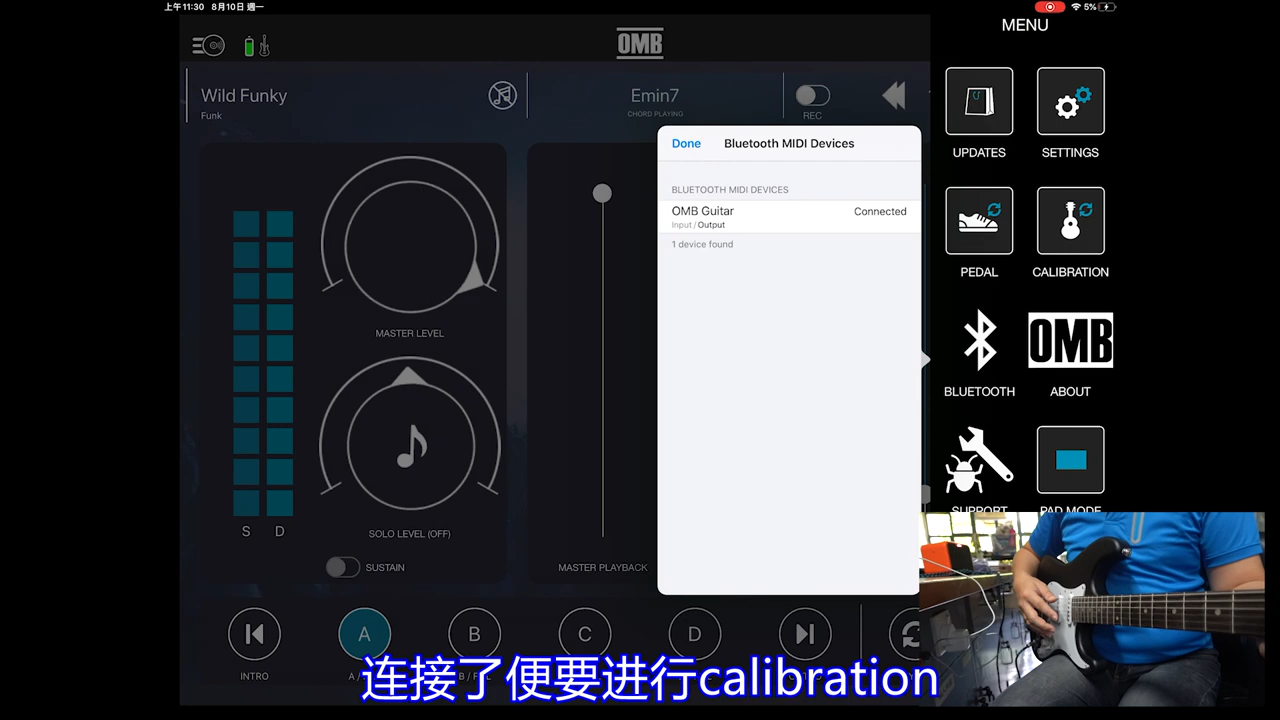 上午11:30 8月10日 週一
5%
MENU
OMB
Wild Funky
Funk
Emin7
CHORD PLAYING
REC
UPDATES
SETTINGS
Done
Bluetooth MIDI Devices
BLUETOOTH MIDI DEVICES
OMB Guitar
Connected
Input / Output
1 device found
PEDAL
CALIBRATION
MASTER LEVEL
OMB
BLUETOOTH
ABOUT
S
D
SOLO LEVEL (OFF)
SUSTAIN
MASTER PLAYBACK
SUPPORT
PAD MODE
A
B
C
D
INTRO
连接了便要进行calibration